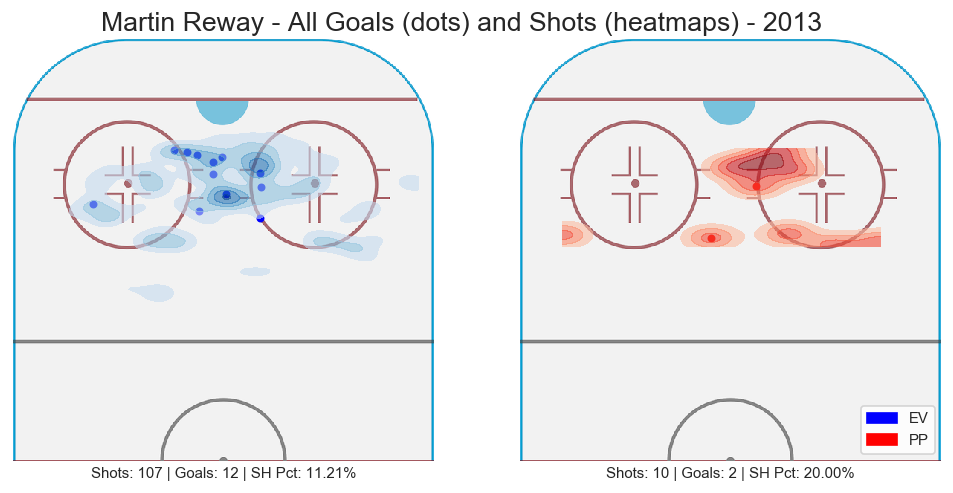 Martin Reway - All Goals (dots) and Shots (heatmaps) - 2013
EV
PP
Shots: 107 | Goals: 12 | SH Pct: 11.21%
Shots: 10 | Goals: 2 | SH Pct: 20.00%